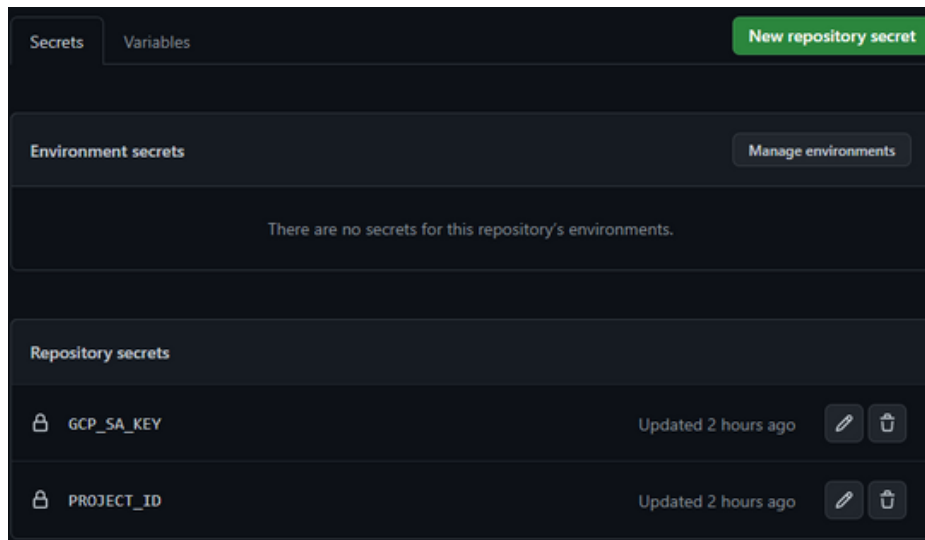 Secrets
Variables
New repository secret
Environment secrets
Manage environments
There are no secrets for this repository's environments.
Repository secrets
GCP_SA_KEY
Updated 2 hours ago
PROJECT_ID
Updated 2 hours ago